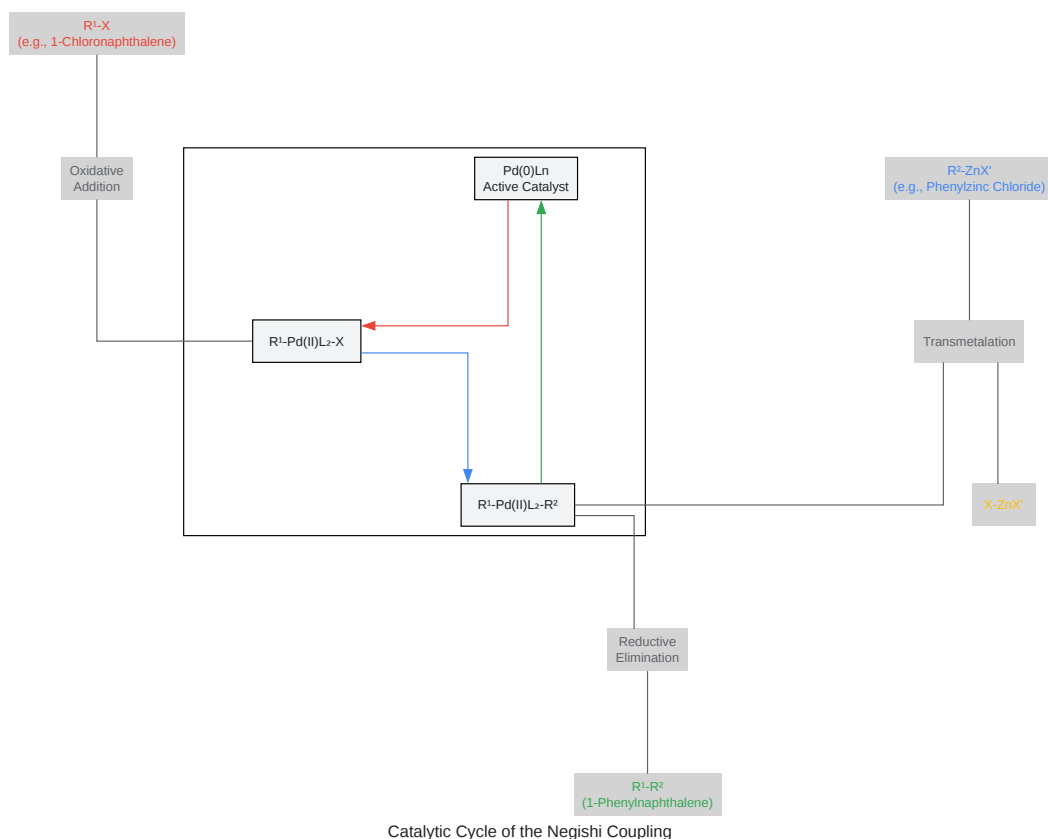 R¹-X
(e.g., 1-Chloronaphthalene)
Oxidative
Addition
Pd(0)Ln
Active Catalyst
R²-ZnX'
(e.g., Phenylzinc Chloride)
R¹-Pd(II)L₂-X
Transmetalation
R¹-Pd(II)L₂-R²
X-ZnX'
Reductive
Elimination
R¹-R²
(1-Phenylnaphthalene)
Catalytic Cycle of the Negishi Coupling